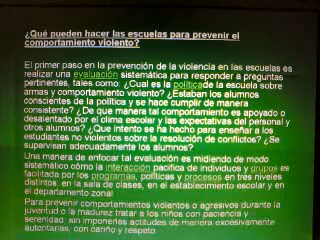 ¿Qué pueden hacer las escuelas para prevenir el
comportamiento violento?
El primer paso en la prevención de la violencia en las escuelas es
realizar una evaluación sistemática para responder a preguntas
pertinentes, tales como: ¿Cual es la políticade la escuela sobre
armas y comportamiento violento? ¿Estaban los alumnos
conscientes de la política y se hace cumplir de manera
consistente? ¿De que manera tal comportamiento es apoyado o
desalentado por el clima escolar y las expectativas del personal y
otros alumnos? ¿Que intento se ha hecho para enseñar a los
estudiantes no violentos sobre la resolución de conflictos? ¿Se
supervisan adecuadamente los alumnos?
Una manera de enfocar tal evaluación es midiendo de modo
sistemático cómo la interacción pacifica de individuos y grupos es
facilitada por los programas, políticas y procesos en tres niveles
distintos: en la sala de clases, en el establecimiento escolar y en
el departamento zonal.
Para prevenir comportamientos violentos o agresivos durante la
juventud o la madurez tratar a los niños con paciencia y
serenidad, sin imponerles actitudes de manera excesivamente
autoritarias, con cariño y respeto.